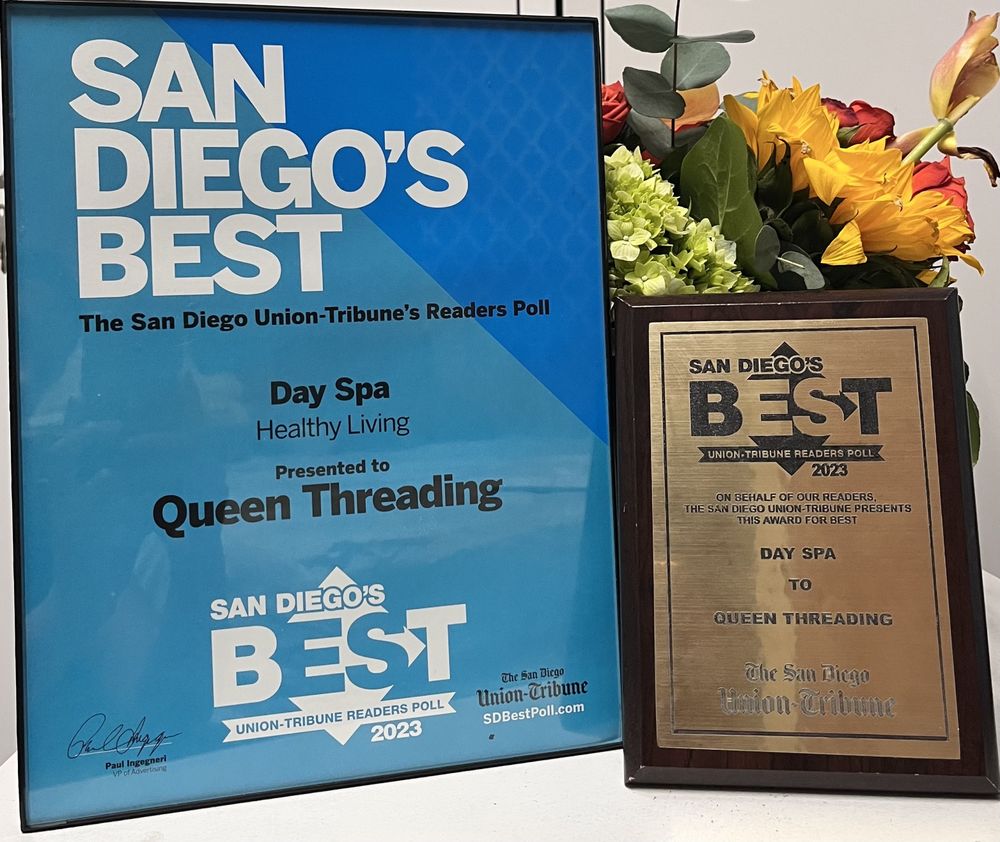 SAN
DIEGO'S
BEST
The San Diego Union-Tribune's Readers Poll
Day Spa
Healthy Living
Presented to
Queen Threading
SAN DIEGO'S
BEST
UNION-TRIBUNE READERS POLL
2023
Paul Ingegneri
VP of Advertising
The San Diego
Union-Tribune
SDBestPoll.com
SAN DIEGO'S
BEST
UNION-TRIBUNE READERS POLL
2023
ON BEHALF OF OUR READERS,
THE SAN DIEGO UNION-TRIBUNE PRESENTS
THIS AWARD FOR BEST
DAY SPA
TO
QUEEN THREADING
The San Diego
Union-Tribune